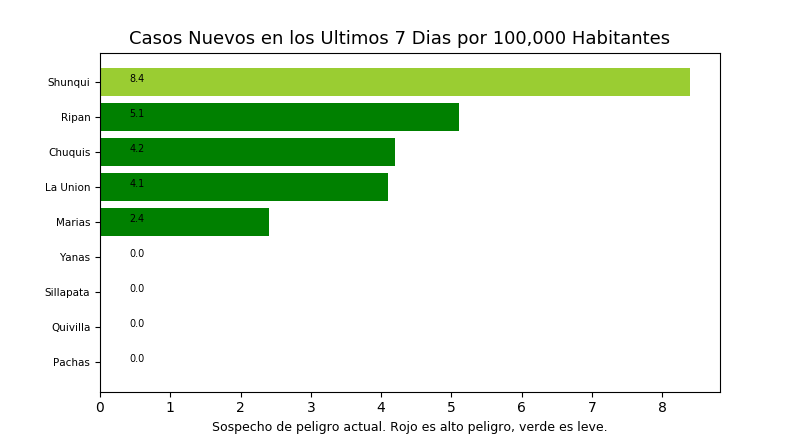 Casos Nuevos en los Ultimos 7 Dias por 100,000 Habitantes
Shunqui 8.4
Ripan 5.1
Chuquis 4.2
La Union 4.1
Marias 2.4
Yanas 0.0
Sillapata 0.0
Quivilla 0.0
Pachas 0.0
0 1 2 3 4 5 6 7 8
Sospecho de peligro actual. Rojo es alto peligro, verde es leve.